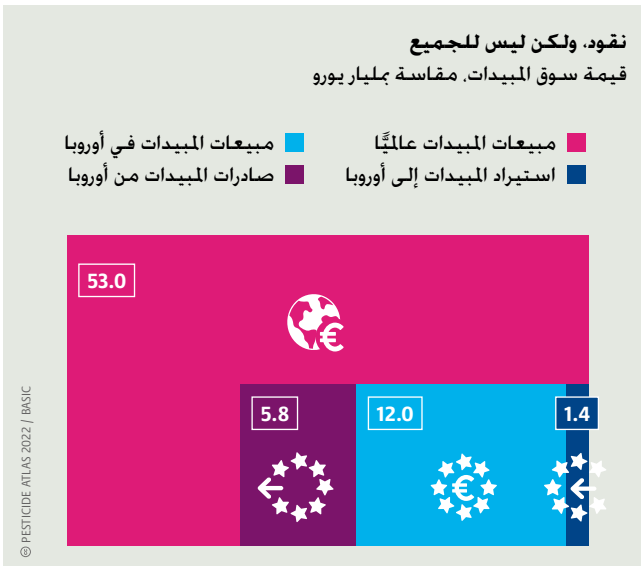 نقود، ولكن ليس للجميع
قيمة سوق المبيدات، مقاسة بمليار يورو
مبيعات المبيدات عالميًّا
مبيعات المبيدات في أوروبا
استيراد المبيدات إلى أوروبا
صادرات المبيدات من أوروبا
53.0
5.8
12.0
1.4
© PESTICIDE ATLAS 2022 / BASIC